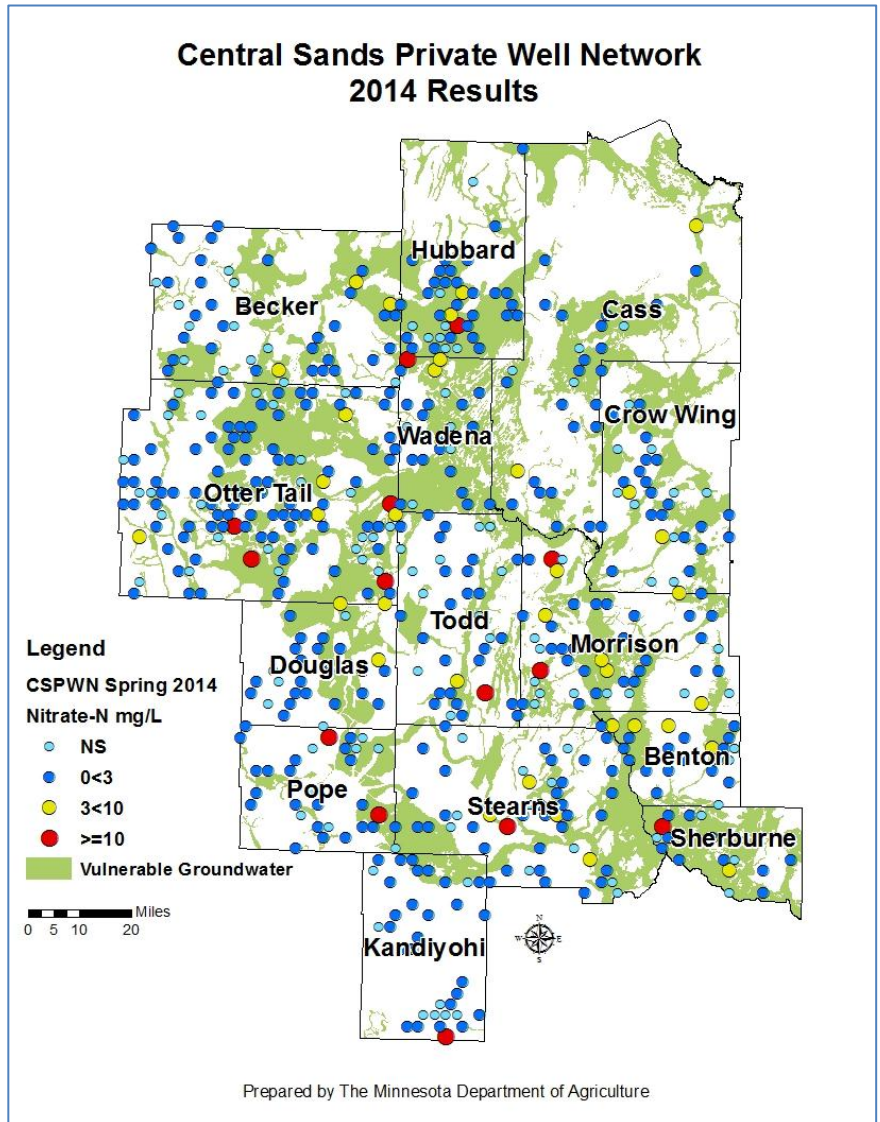 Central Sands Private Well Network
2014 Results
Hubbard
Becker
Cass
Crow Wing
Wadena
Otter Tail
Todd
Morrison
Douglas
Benton
Pope
Stearns
Sherburne
Kandiyohi
Legend
CSPWN Spring 2014
Nitrate-N mg/L
NS
0<3
3<10
>=10
Vulnerable Groundwater
Miles
0 5 10 20
N
W E
S
Prepared by The Minnesota Department of Agriculture